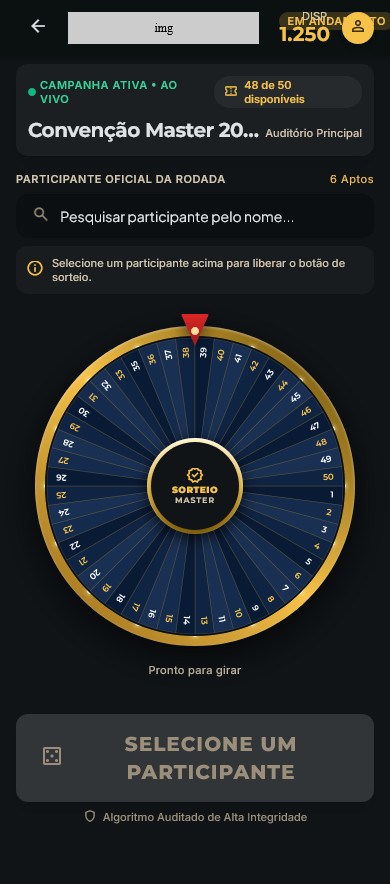 img
DISP
EM ANDAMENTO
1.250
CAMPANHA ATIVA • AO
VIVO
48 de 50
disponíveis
Convenção Master 20...
Auditório Principal
PARTICIPANTE OFICIAL DA RODADA
6 Aptos
Pesquisar participante pelo nome...
Selecione um participante acima para liberar o botão de
sorteio.
1
2
3
4
5
6
7
8
9
10
11
12
13
14
15
16
17
18
19
20
21
22
23
24
25
26
27
28
29
30
31
32
33
35
36
37
38
39
40
41
42
43
44
45
46
47
48
49
50
SORTEIO
MASTER
Pronto para girar
SELECIONE UM
PARTICIPANTE
Algoritmo Auditado de Alta Integridade